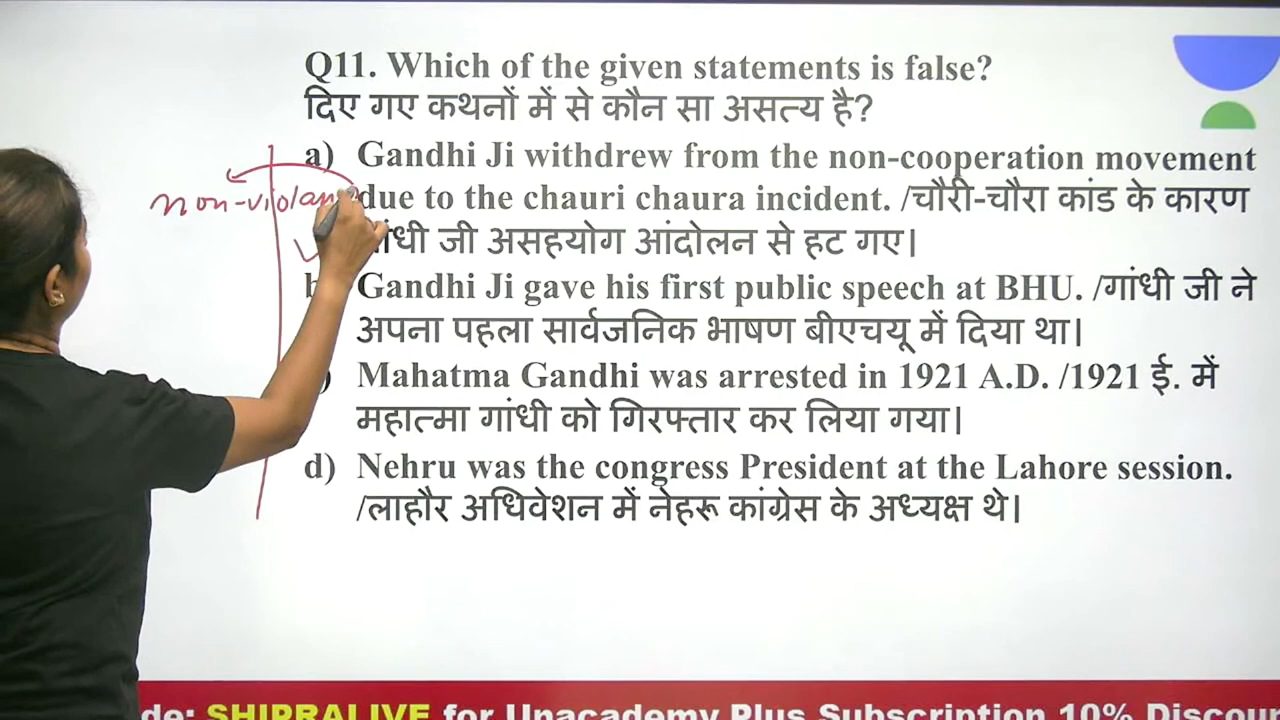 Q11. Which of the given statements is false?
दिए गए कथनों में से कौन सा असत्य है?
a) Gandhi Ji withdrew from the non-cooperation movement
non-violan
due to the chauri chaura incident. /चौरी-चौरा कांड के कारण
गांधी जी असहयोग आंदोलन से हट गए।
Gandhi Ji gave his first public speech at BHU. /गांधी जी ने
अपना पहला सार्वजनिक भाषण बीएचयू में दिया था।
Mahatma Gandhi was arrested in 1921 A.D. /1921 ई. में
महात्मा गांधी को गिरफ्तार कर लिया गया।
d) Nehru was the congress President at the Lahore session.
/लाहौर अधिवेशन में नेहरू कांग्रेस के अध्यक्ष थे।
de: SHIPRALIVE for Unacademy Plus Subscription 10% Discou